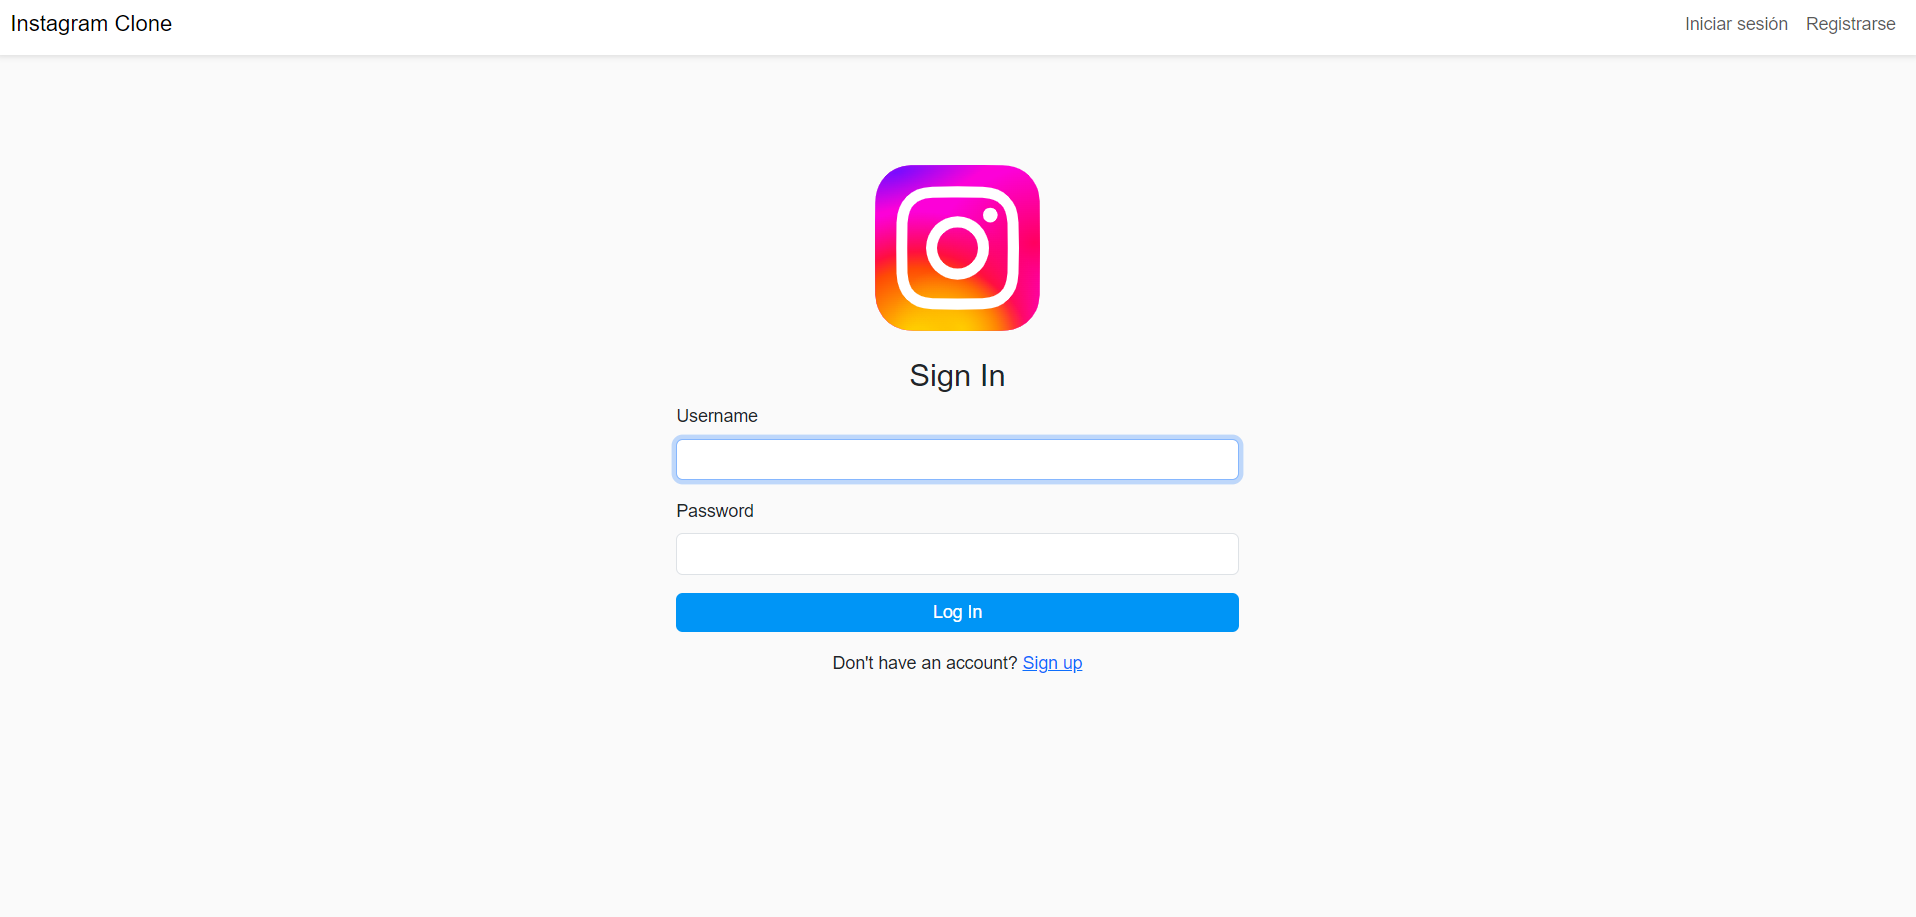 Instagram Clone
Iniciar sesión Registrarse
Sign In
Username
Password
Log In
Don't have an account? Sign up